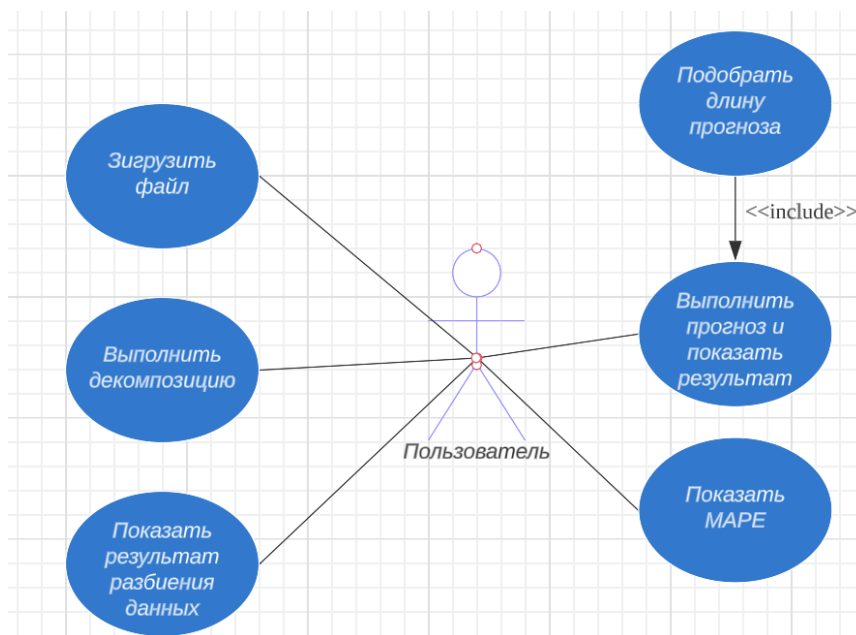 Зигрузить
файл
Выполнить
декомпозицию
Показать
результат
разбиения
данных
Пользователь
Подобрать
длину
прогноза
<<include>>
Выполнить
прогноз и
показать
результат
Показать
MAPE